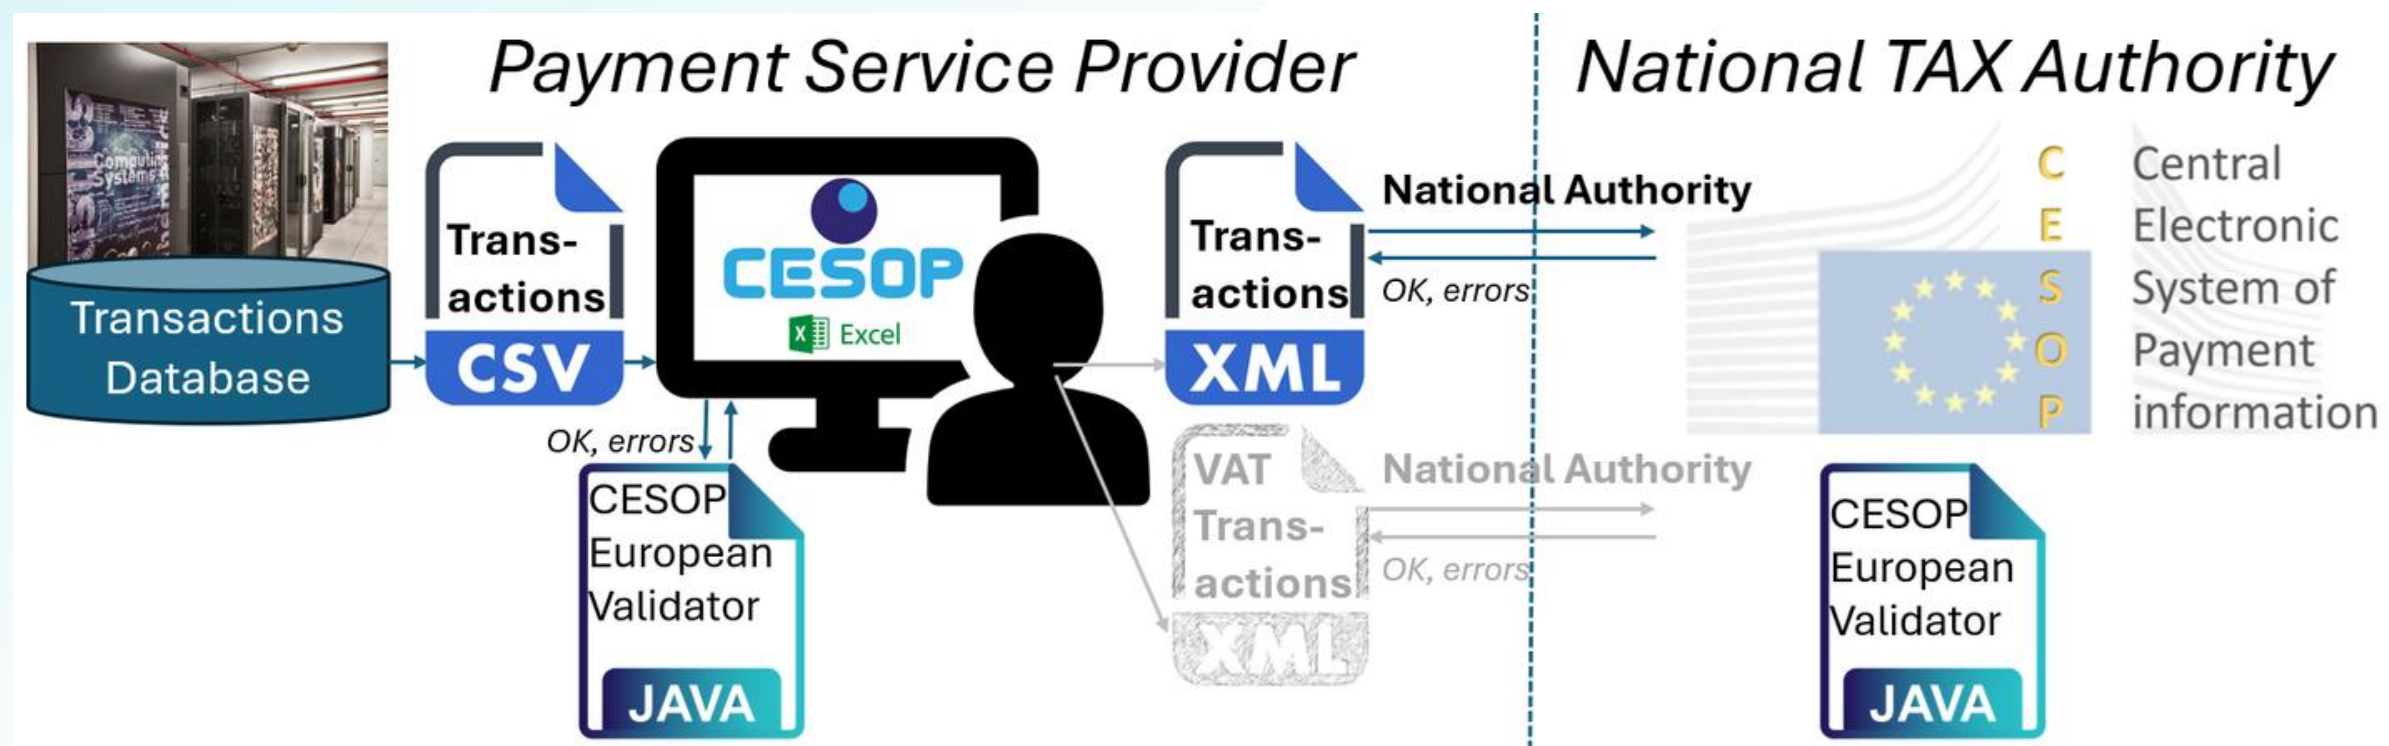 Payment Service Provider
National TAX Authority
Computing
Systems
Transactions
Database
Trans-
actions
CSV
CESOP
Excel
OK, errors
CESOP
European
Validator
JAVA
Trans-
actions
XML
National Authority
OK, errors
VAT
Trans-
actions
XML
National Authority
OK, errors
C Central
E Electronic
S System of
O Payment
P information
CESOP
European
Validator
JAVA